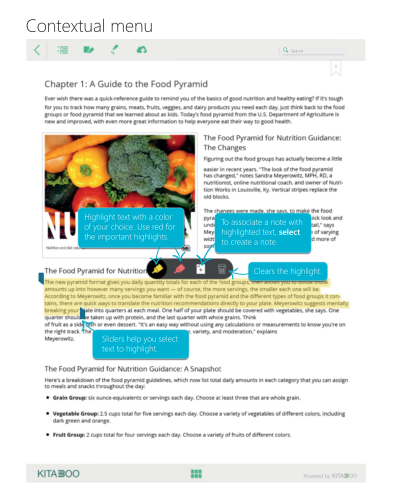 Contextual menu
Search
Chapter 1: A Guide to the Food Pyramid
Ever wish there was a quick-reference guide to remind you of the basics of good nutrition and healthy eating? If it's tough
for you to track how many grains, meats, fruits, veggies, and dairy products you need each day, just think back to the food
groups or food pyramid that we learned about as kids. Today's food pyramid from the U.S. Department of Agriculture is
new and improved, with even more great information to help everyone eat their way to good health.
The Food Pyramid for Nutrition Guidance:
The Changes
Figuring out the food groups has actually become a little
easier in recent years. "The look of the food pyramid
has changed," notes Sandra Meyerowitz, MPH, RD, a
nutritionist, online nutritional coach, and owner of Nutri-
tion Works in Louisville, Ky. Vertical stripes replace the
old blocks.
The changes were made, she says, to make the food
Highlight text with a color
of your choice. Use red for
the important highlights.
To associate a note with
highlighted text, select
to create a note.
Clears the highlight.
The Food Pyramid for Nutrition
The new pyramid format gives you daily quantity totals for each of the food groups, then allows you to divide those
amounts up into however many servings you want — of course, the more servings, the smaller each one will be.
According to Meyerowitz, once you become familiar with the food pyramid and the different types of food groups it con-
tains, there are quick ways to translate the nutrition recommendations directly to your plate. Meyerowitz suggests mentally
breaking your plate into quarters at each meal. One half of your plate should be covered with vegetables, she says. One
quarter should be taken up with protein, and the last quarter with whole grains. Think
of fruit as a side dish or even dessert. "It's an easy way without using any calculations or measurements to know you're on
the right track. The variety, and moderation," explains
Meyerowitz.
Sliders help you select
text to highlight.
The Food Pyramid for Nutrition Guidance: A Snapshot
Here's a breakdown of the food pyramid guidelines, which now list total daily amounts in each category that you can assign
to meals and snacks throughout the day:
• Grain Group: six ounce-equivalents or servings each day. Choose at least three that are whole grain.
• Vegetable Group: 2.5 cups total for five servings each day. Choose a variety of vegetables of different colors, including
dark green and orange.
• Fruit Group: 2 cups total for four servings each day. Choose a variety of fruits of different colors.
KITABOO
Powered by KITABOO